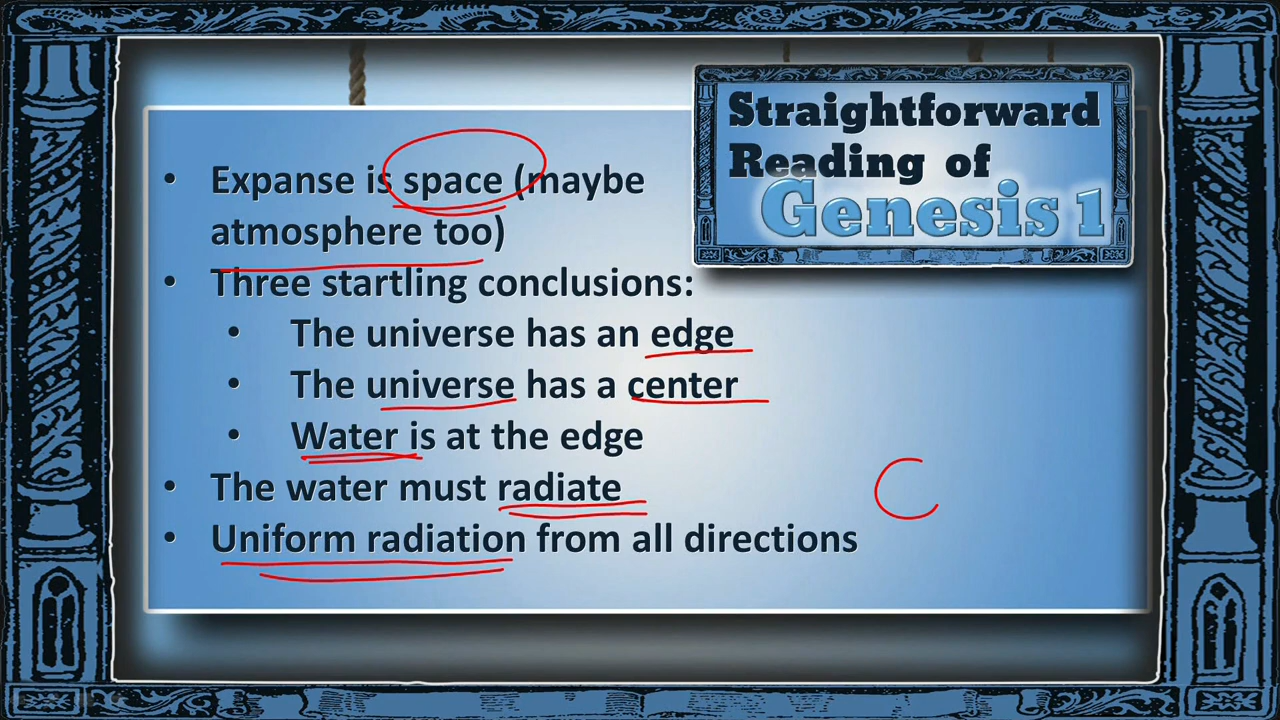 Straightforward
Reading of
Genesis 1
• Expanse is space (maybe
atmosphere too)
• Three startling conclusions:
• The universe has an edge
• The universe has a center
• Water is at the edge
• The water must radiate
• Uniform radiation from all directions
C